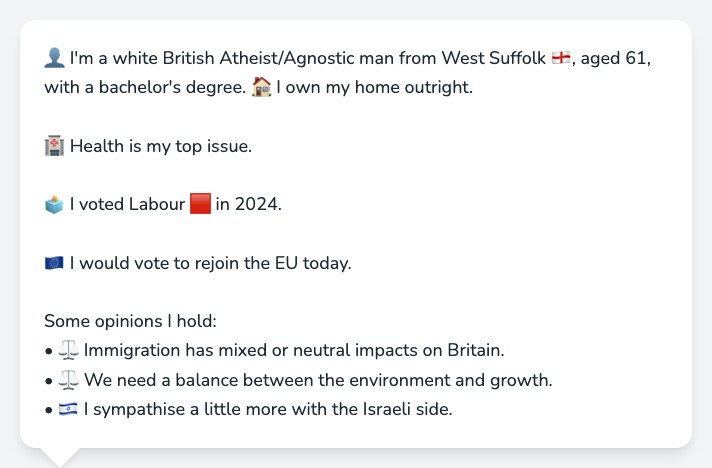 👤 I'm a white British Atheist/Agnostic man from West Suffolk 🏴󠁧󠁢󠁥󠁮󠁧󠁿, aged 61,
with a bachelor's degree. 🏠 I own my home outright.
🏥 Health is my top issue.
🗳️ I voted Labour 🟥 in 2024.
🇪🇺 I would vote to rejoin the EU today.
Some opinions I hold:
• ⚖️ Immigration has mixed or neutral impacts on Britain.
• ⚖️ We need a balance between the environment and growth.
• 🇮🇱 I sympathise a little more with the Israeli side.